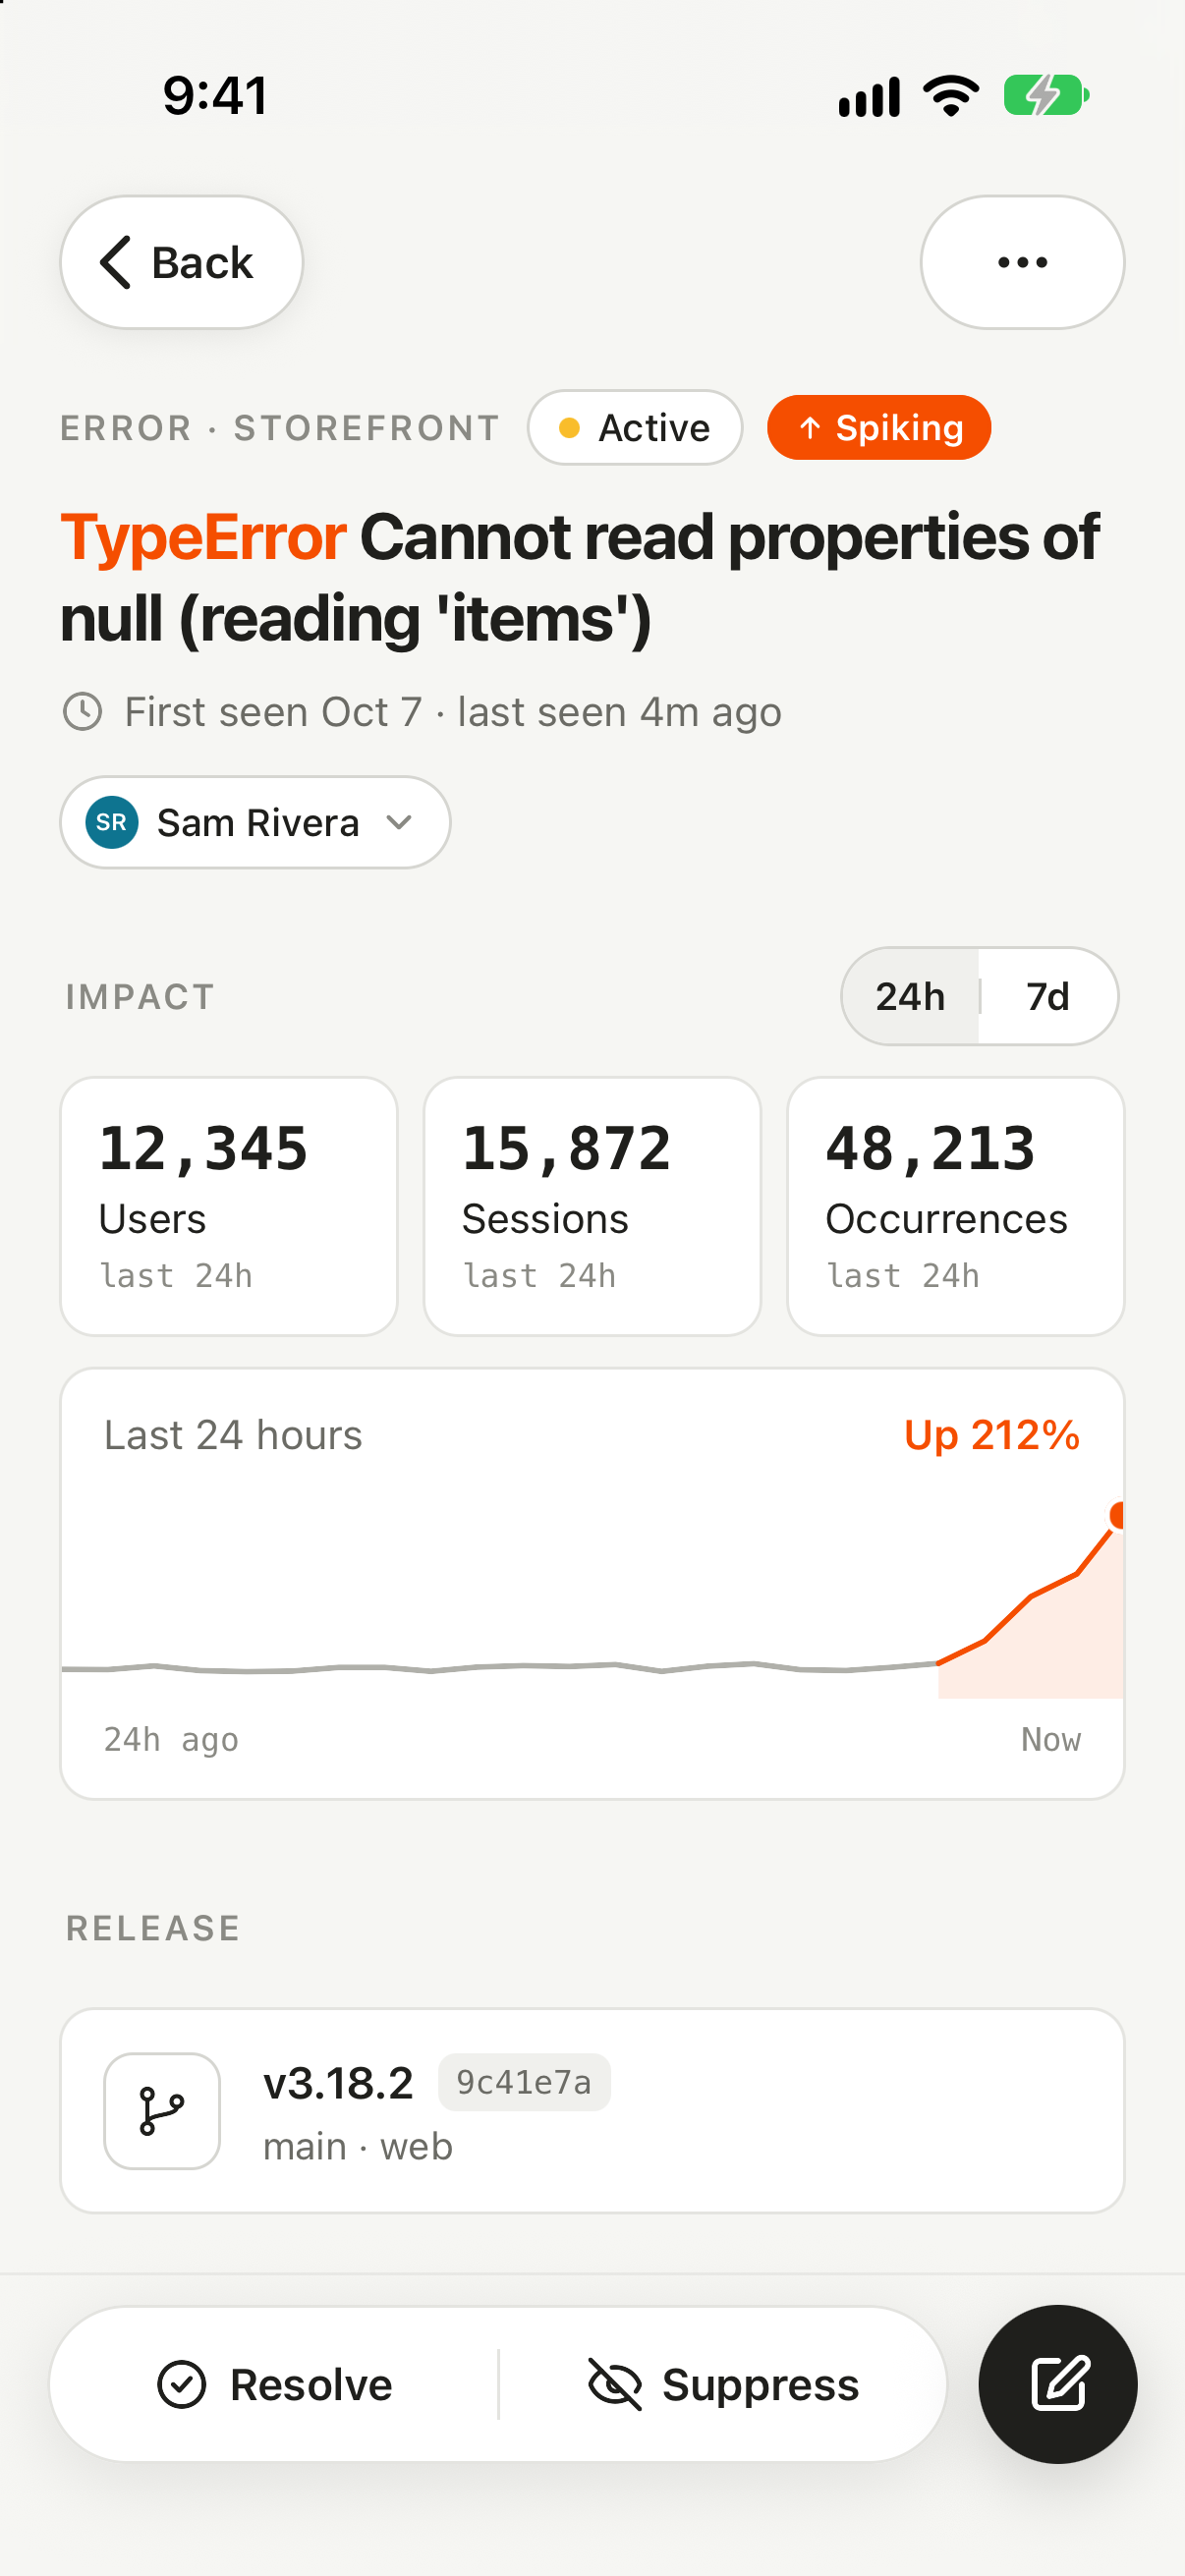 9:41
Back
ERROR · STOREFRONT Active ↑ Spiking
TypeError Cannot read properties of
null (reading 'items')
First seen Oct 7 · last seen 4m ago
SR Sam Rivera
IMPACT 24h 7d
12,345 15,872 48,213
Users Sessions Occurrences
last 24h last 24h last 24h
Last 24 hours Up 212%
24h ago Now
RELEASE
v3.18.2 9c41e7a
main · web
Resolve Suppress